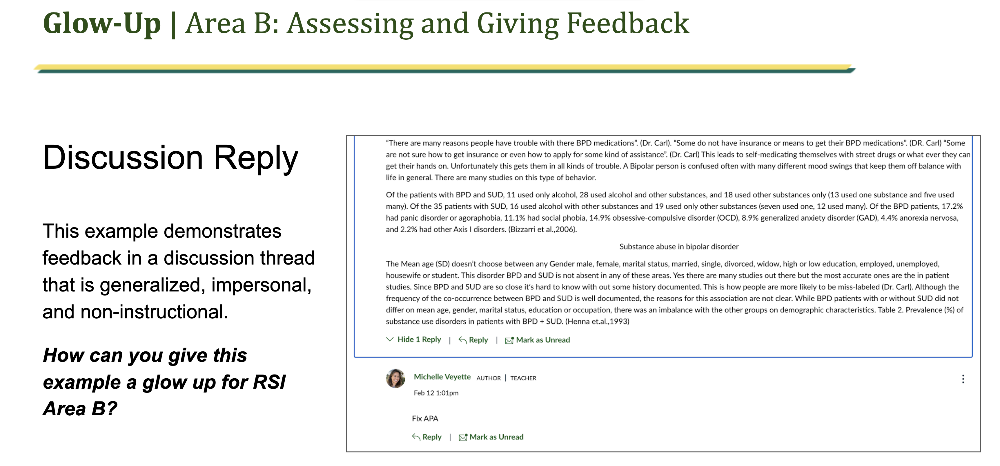 Glow-Up | Area B: Assessing and Giving Feedback
Discussion Reply
This example demonstrates
feedback in a discussion thread
that is generalized, impersonal,
and non-instructional.
How can you give this
example a glow up for RSI
Area B?
“There are many reasons people have trouble with there BPD medications”. (Dr. Carl). “Some do not have insurance or means to get their BPD medications”. (DR. Carl) “Some
are not sure how to get insurance or even how to apply for some kind of assistance”. (Dr. Carl) This leads to self-medicating themselves with street drugs or what ever they can
get their hands on. Unfortunately this gets them in all kinds of trouble. A Bipolar person is confused often with many different mood swings that keep them off balance with
life in general. There are many studies on this type of behavior.
Of the patients with BPD and SUD, 11 used only alcohol, 28 used alcohol and other substances, and 18 used other substances only (13 used one substance and five used
many). Of the 35 patients with SUD, 16 used alcohol with other substances and 19 used only other substances (seven used one, 12 used many). Of the BPD patients, 17.2%
had panic disorder or agoraphobia, 11.1% had social phobia, 14.9% obsessive-compulsive disorder (OCD), 8.9% generalized anxiety disorder (GAD), 4.4% anorexia nervosa,
and 2.2% had other Axis I disorders. (Bizzarri et al.,2006).
Substance abuse in bipolar disorder
The Mean age (SD) doesn’t choose between any Gender male, female, marital status, married, single, divorced, widow, high or low education, employed, unemployed,
housewife or student. This disorder BPD and SUD is not absent in any of these areas. Yes there are many studies out there but the most accurate ones are the in patient
studies. Since BPD and SUD are so close it’s hard to know with out some history documented. This is how people are more likely to be miss-labeled (Dr. Carl). Although the
frequency of the co-occurrence between BPD and SUD is well documented, the reasons for this association are not clear. While BPD patients with or without SUD did not
differ on mean age, gender, marital status, education or occupation, there was an imbalance with the other groups on demographic characteristics. Table 2. Prevalence (%) of
substance use disorders in patients with BPD + SUD. (Henna et.al.,1993)
Hide 1 Reply | Reply | Mark as Unread
Michelle Veyette AUTHOR | TEACHER
Feb 12 1:01pm
Fix APA
Reply | Mark as Unread